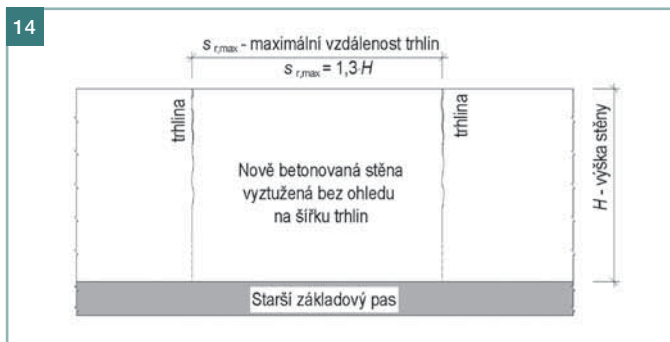 14
s r,max - maximální vzdálenost trhlin
s r,max = 1,3·H
trhlina
trhlina
Nově betonovaná stěna
vyztužená bez ohledu
na šířku trhlin
H - výška stěny
Starší základový pas